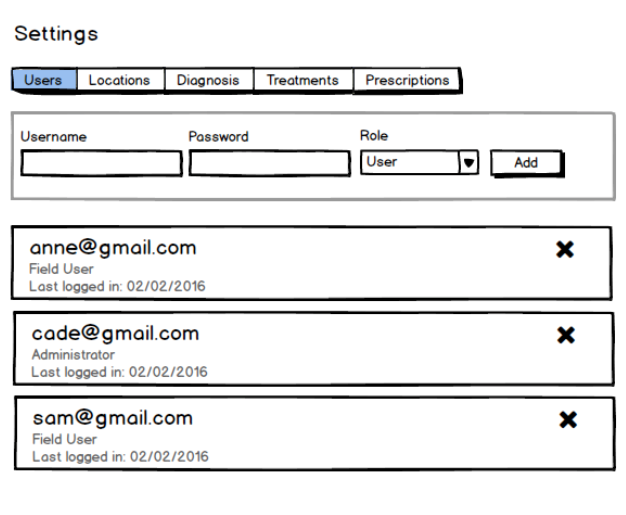 Settings
Users Locations Diagnosis Treatments Prescriptions
Username Password Role
User Add
anne@gmail.com
Field User
Last logged in: 02/02/2016
cade@gmail.com
Administrator
Last logged in: 02/02/2016
sam@gmail.com
Field User
Last logged in: 02/02/2016